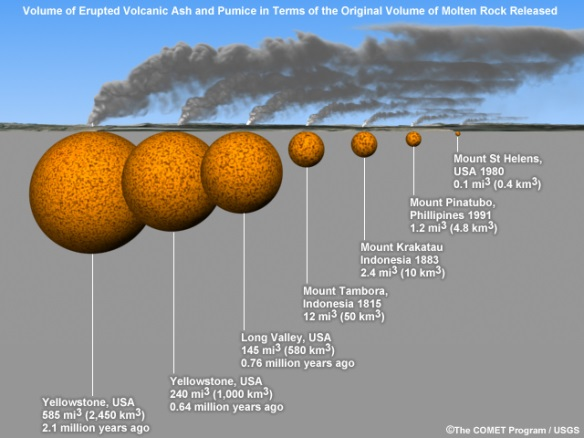 Volume of Erupted Volcanic Ash and Pumice in Terms of the Original Volume of Molten Rock Released
Mount St Helens,
USA 1980
0.1 mi³ (0.4 km³)
Mount Pinatubo,
Phillipines 1991
1.2 mi³ (4.8 km³)
Mount Krakatau
Indonesia 1883
2.4 mi³ (10 km³)
Mount Tambora,
Indonesia 1815
12 mi³ (50 km³)
Long Valley, USA
145 mi³ (580 km³)
0.76 million years ago
Yellowstone, USA
240 mi³ (1,000 km³)
0.64 million years ago
Yellowstone, USA
585 mi³ (2,450 km³)
2.1 million years ago
©The COMET Program / USGS